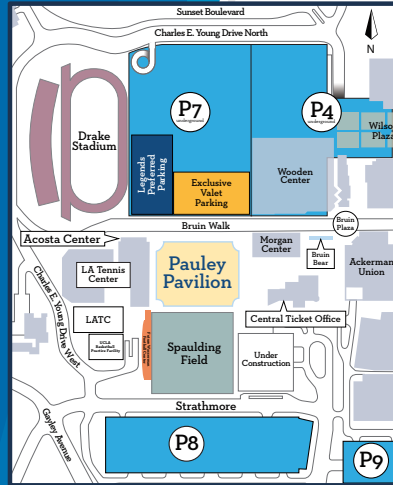 Sunset Boulevard
Charles E. Young Drive North
N
P7
underground
P4
underground
Drake
Stadium
Wilson
Plaza
Legends
Preferred
Parking
Exclusive
Valet
Parking
Wooden
Center
Bruin Walk
Bruin
Plaza
Acosta Center
Morgan
Center
Bruin
Bear
Ackerman
Union
LA Tennis
Center
Pauley
Pavilion
Charles E. Young Drive West
LATC
Central Ticket Office
UCLA
Basketball
Practice Facility
Spaulding
Field
Under
Construction
Strathmore
Gayley Avenue
P8
P9